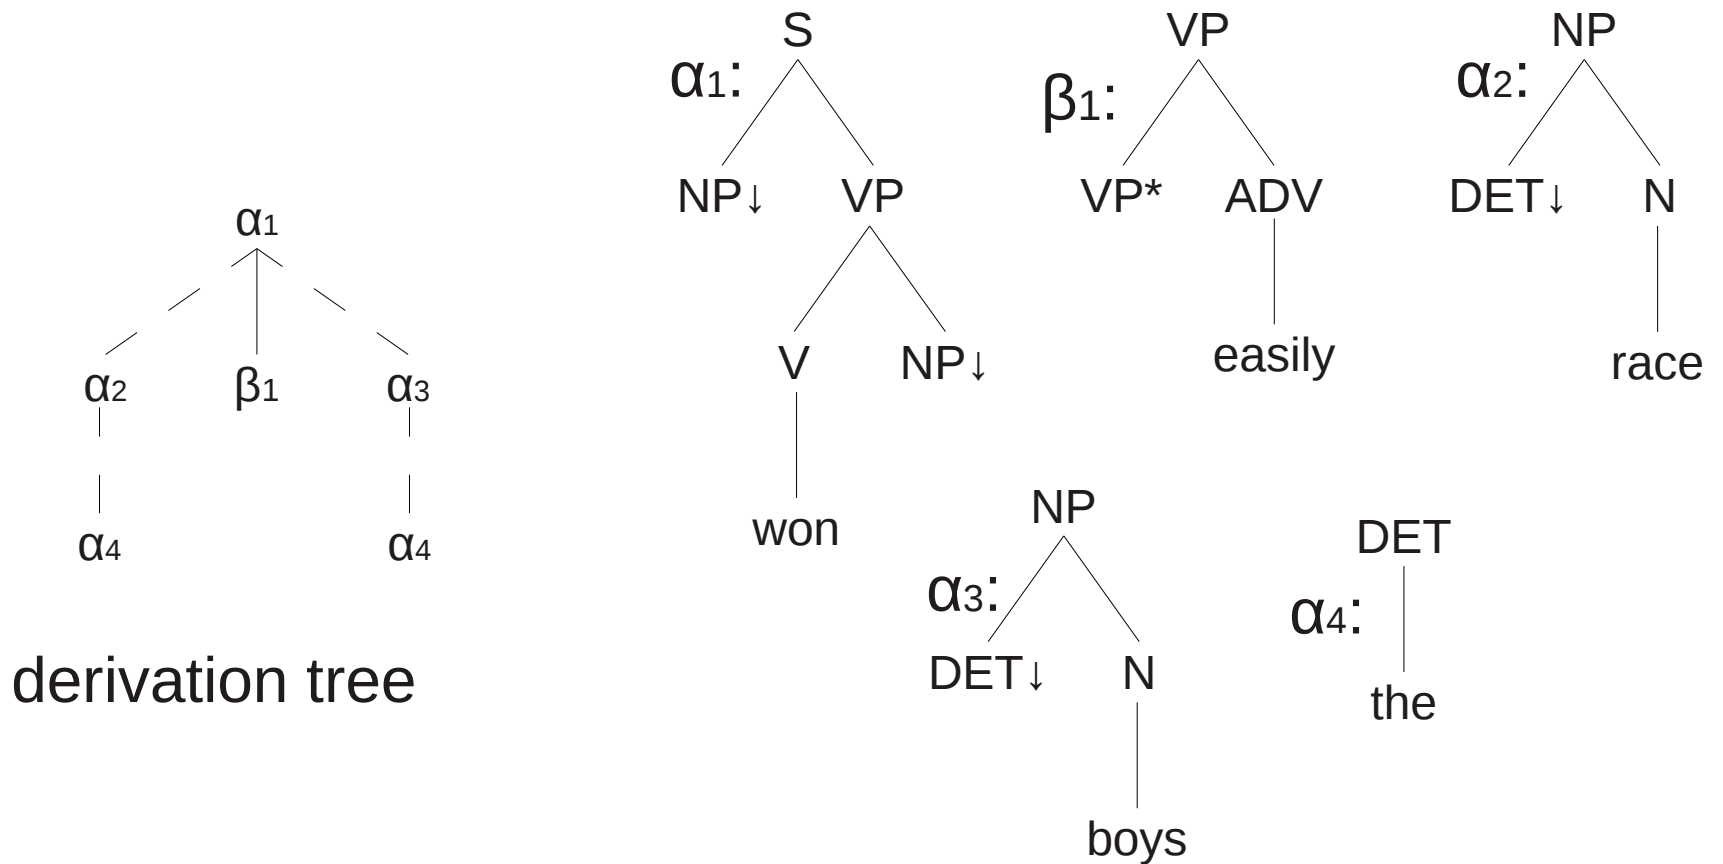 S VP NP
α1: β1: α2:
NP↓ VP VP* ADV DET↓ N
α1
V NP↓ easily race
α2 β1 α3
won NP DET
α4 α4
α3: α4:
derivation tree DET↓ N the
boys